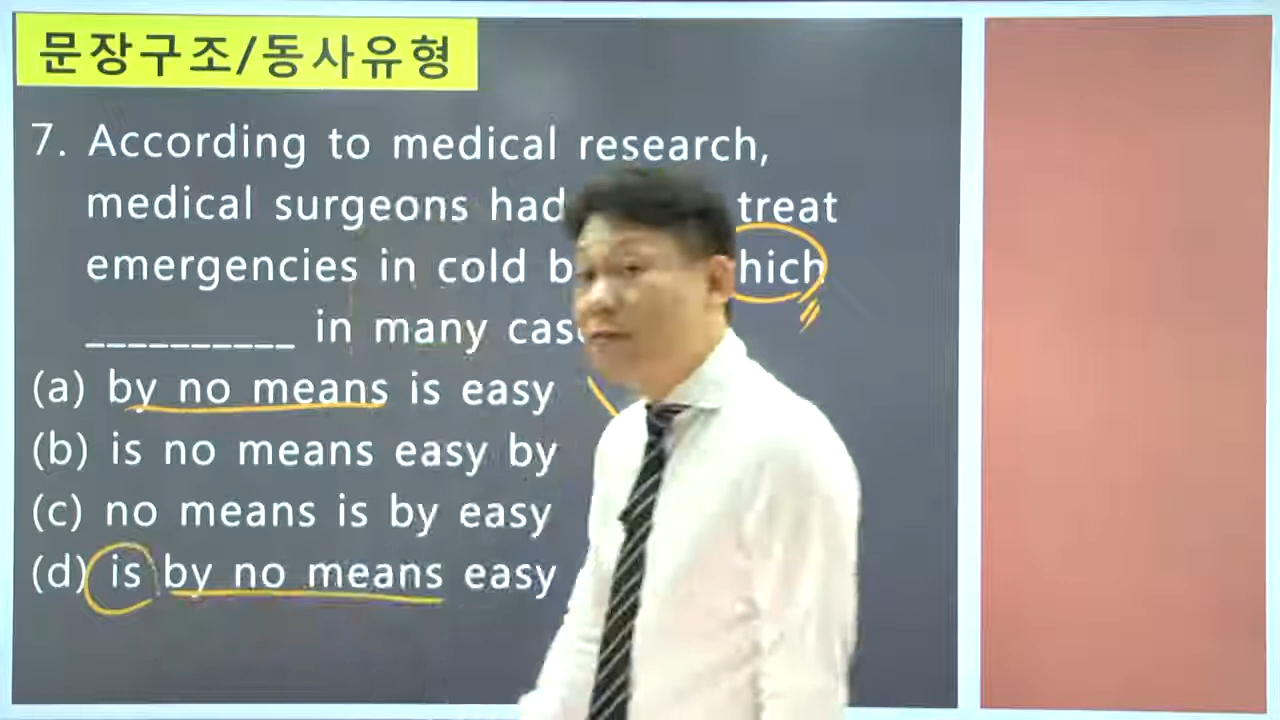 문장구조/동사유형
7. According to medical research,
medical surgeons had treat
emergencies in cold
__________ in many
(a) by no means is easy
(b) is no means easy by
(c) no means is by easy
(d) is by no means easy